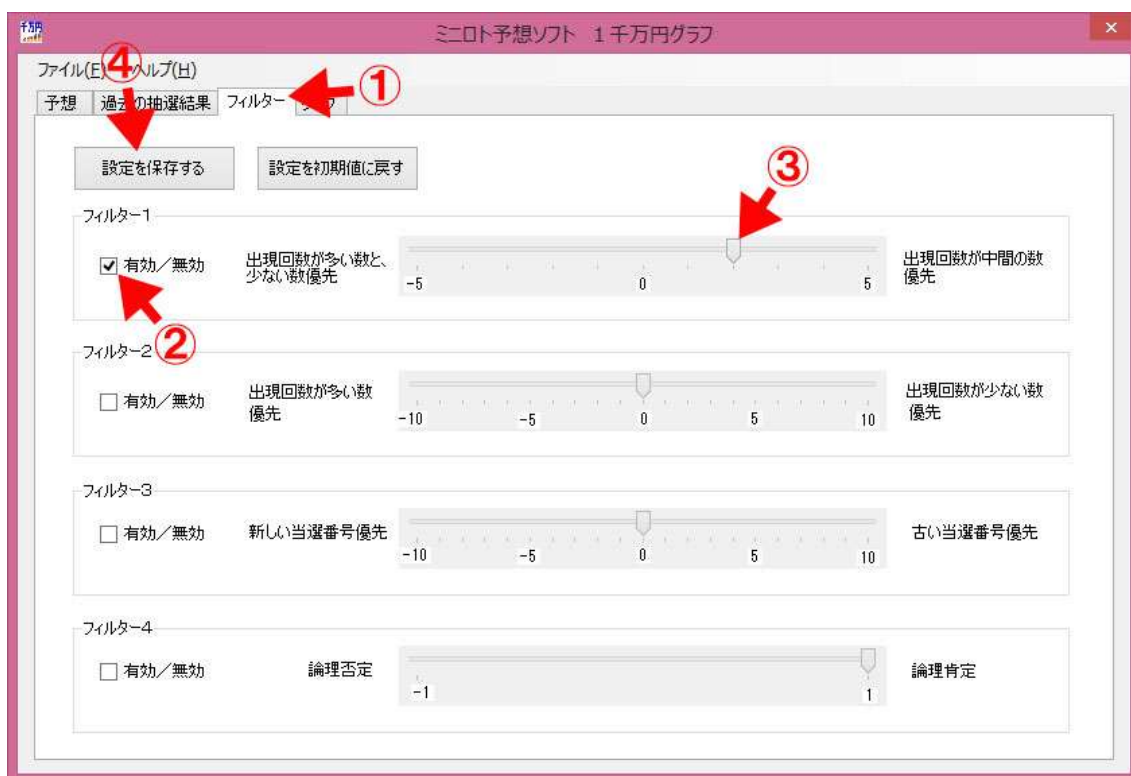 ミニロト予想ソフト 1千万円グラフ
ファイル(F) ヘルプ(H)
④
①
予想 過去の抽選結果 フィルター
設定を保存する 設定を初期値に戻す
③
フィルター1
有効/無効
出現回数が多い数と、
少ない数優先
-5 0 5
出現回数が中間の数
優先
②
フィルター2
有効/無効
出現回数が多い数
優先
-10 -5 0 5 10
出現回数が少ない数
優先
フィルター3
有効/無効 新しい当選番号優先
-10 -5 0 5 10
古い当選番号優先
フィルター4
有効/無効 論理否定
-1 1
論理肯定